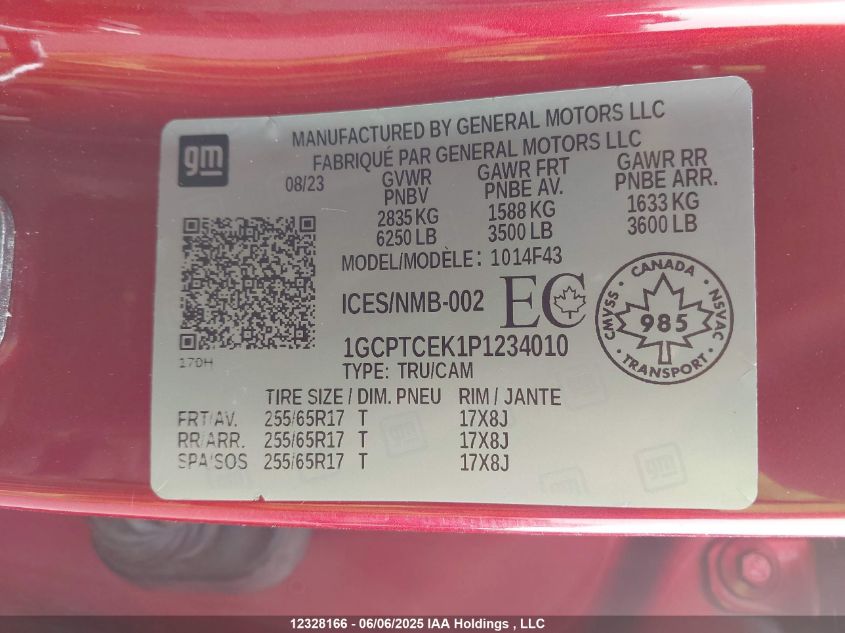 gm
MANUFACTURED BY GENERAL MOTORS LLC
FABRIQUÉ PAR GENERAL MOTORS LLC
08/23
GVWR
PNBV
2835 KG
6250 LB
GAWR FRT
PNBE AV.
1588 KG
3500 LB
GAWR RR
PNBE ARR.
1633 KG
3600 LB
MODEL/MODÈLE: 1014F43
170H
ICES/NMB-002 EC
1GCPTCEK1P1234010
TYPE: TRU/CAM
CANADA
CMVSS 985 NSVAC
TRANSPORT
TIRE SIZE / DIM. PNEU RIM / JANTE
FRT/AV. 255/65R17 T 17X8J
RR/ARR. 255/65R17 T 17X8J
SPA/SOS 255/65R17 T 17X8J
12328166 - 06/06/2025 IAA Holdings , LLC